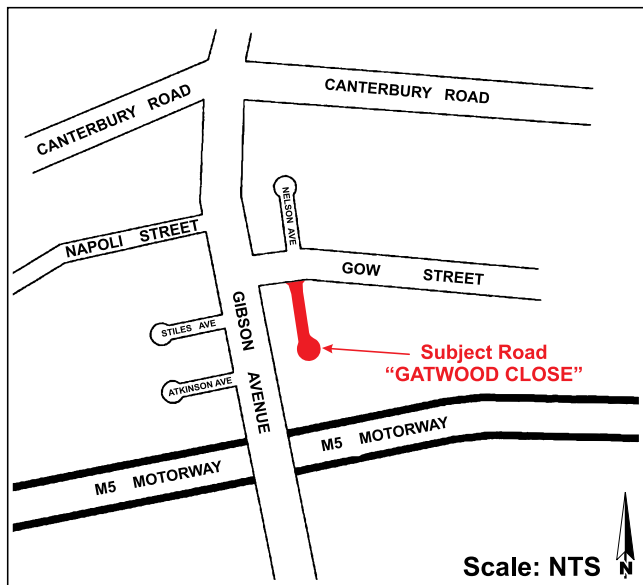 CANTERBURY ROAD
CANTERBURY ROAD
NELSON AVE
NAPOLI STREET
GOW STREET
GIBSON AVENUE
STILES AVE
ATKINSON AVE
Subject Road
“GATWOOD CLOSE”
M5 MOTORWAY
M5 MOTORWAY
Scale: NTS
N